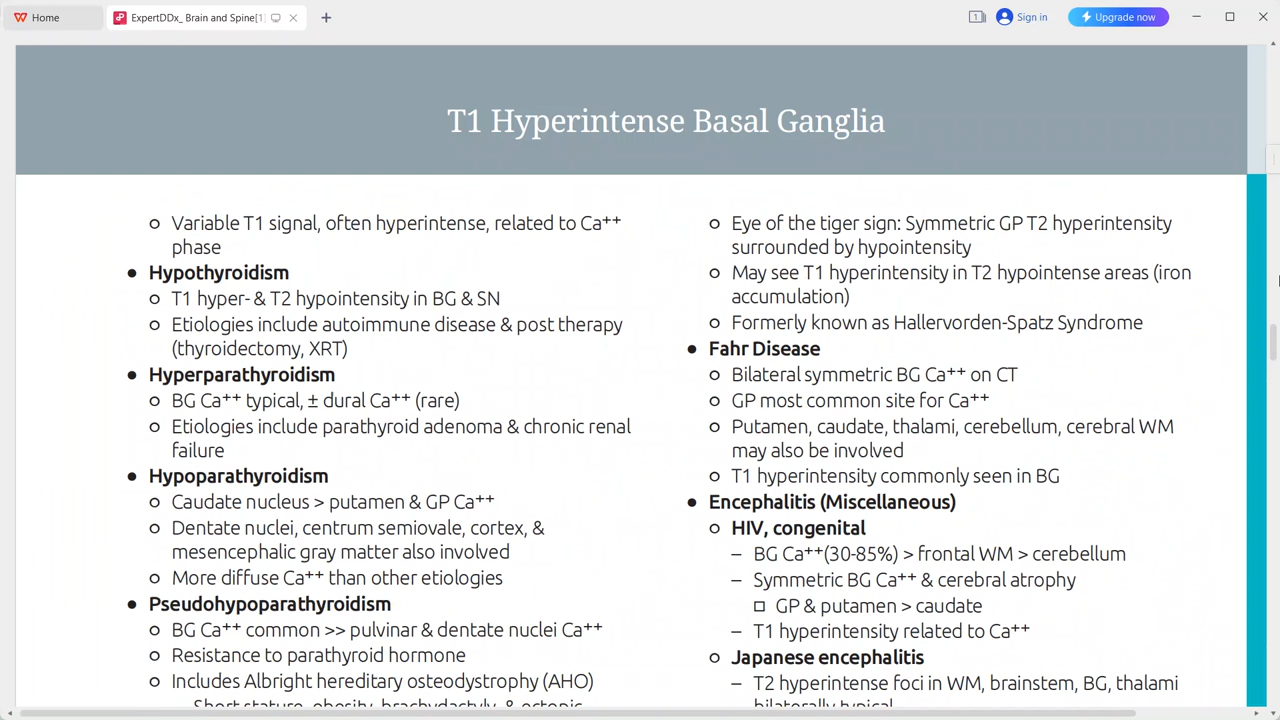 Home
ExpertDDx_ Brain and Spine[1]
1
Sign in
Upgrade now
T1 Hyperintense Basal Ganglia
○ Variable T1 signal, often hyperintense, related to Ca⁺⁺
phase
● Hypothyroidism
○ T1 hyper- & T2 hypointensity in BG & SN
○ Etiologies include autoimmune disease & post therapy
(thyroidectomy, XRT)
● Hyperparathyroidism
○ BG Ca⁺⁺ typical, ± dural Ca⁺⁺ (rare)
○ Etiologies include parathyroid adenoma & chronic renal
failure
● Hypoparathyroidism
○ Caudate nucleus > putamen & GP Ca⁺⁺
○ Dentate nuclei, centrum semiovale, cortex, &
mesencephalic gray matter also involved
○ More diffuse Ca⁺⁺ than other etiologies
● Pseudohypoparathyroidism
○ BG Ca⁺⁺ common >> pulvinar & dentate nuclei Ca⁺⁺
○ Resistance to parathyroid hormone
○ Includes Albright hereditary osteodystrophy (AHO)
Short stature, obesity, brachydactyly, & ectopic
○ Eye of the tiger sign: Symmetric GP T2 hyperintensity
surrounded by hypointensity
○ May see T1 hyperintensity in T2 hypointense areas (iron
accumulation)
○ Formerly known as Hallervorden-Spatz Syndrome
● Fahr Disease
○ Bilateral symmetric BG Ca⁺⁺ on CT
○ GP most common site for Ca⁺⁺
○ Putamen, caudate, thalami, cerebellum, cerebral WM
may also be involved
○ T1 hyperintensity commonly seen in BG
● Encephalitis (Miscellaneous)
○ HIV, congenital
– BG Ca⁺⁺(30-85%) > frontal WM > cerebellum
– Symmetric BG Ca⁺⁺ & cerebral atrophy
□ GP & putamen > caudate
– T1 hyperintensity related to Ca⁺⁺
○ Japanese encephalitis
– T2 hyperintense foci in WM, brainstem, BG, thalami
bilaterally typical